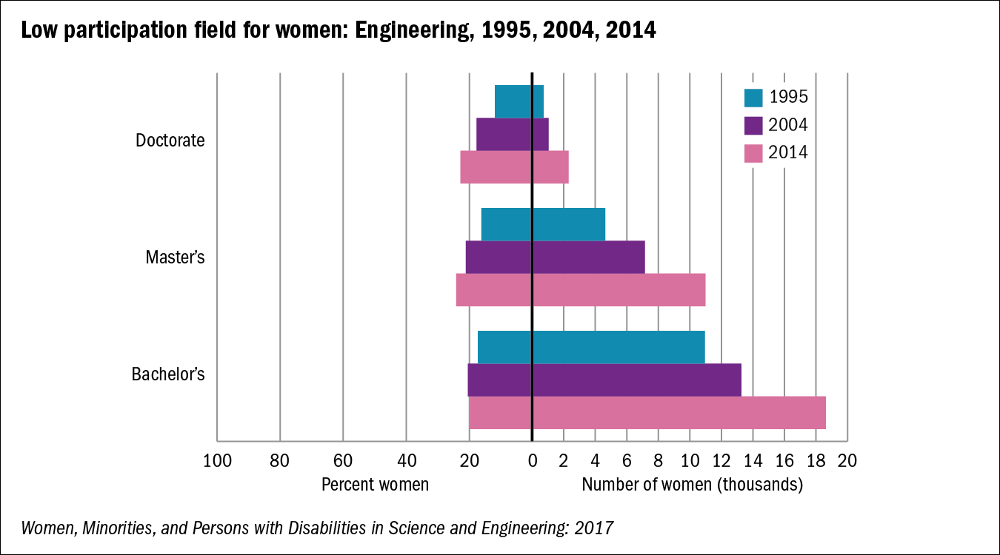 Low participation field for women: Engineering, 1995, 2004, 2014
1995
2004
2014
Doctorate
Master’s
Bachelor’s
100 80 60 40 20 0 2 4 6 8 10 12 14 16 18 20
Percent women Number of women (thousands)
Women, Minorities, and Persons with Disabilities in Science and Engineering: 2017